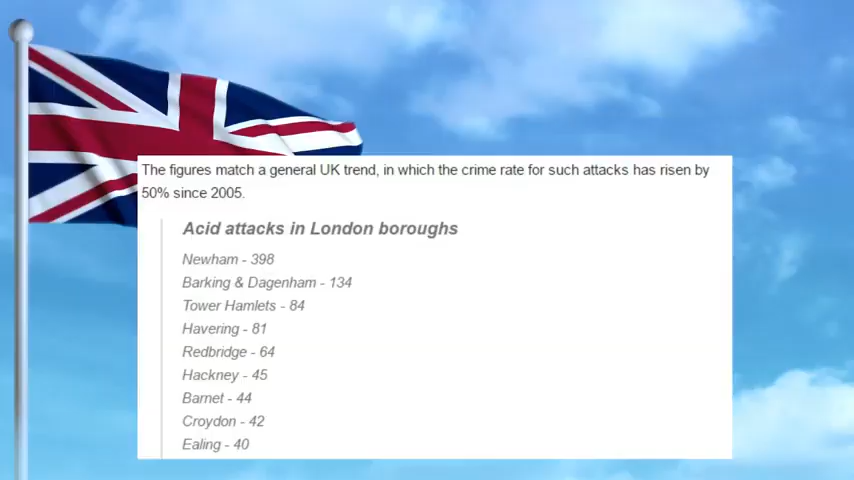 The figures match a general UK trend, in which the crime rate for such attacks has risen by
50% since 2005.
Acid attacks in London boroughs
Newham - 398
Barking & Dagenham - 134
Tower Hamlets - 84
Havering - 81
Redbridge - 64
Hackney - 45
Barnet - 44
Croydon - 42
Ealing - 40